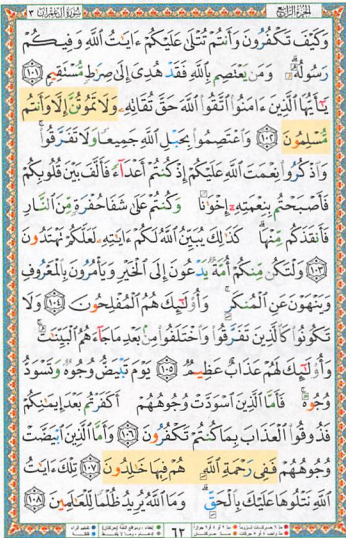 الجزء الرابع سورة آل عمران ٣
وَكَيْفَ تَكْفُرُونَ وَأَنتُمْ تُتْلَىٰ عَلَيْكُمْ ءَايَـٰتُ ٱللَّهِ وَفِيكُمْ
رَسُولُهُۥ ۗ وَمَن يَعْتَصِم بِٱللَّهِ فَقَدْ هُدِىَ إِلَىٰ صِرَٰطٍ مُّسْتَقِيمٍ ١٠١
يَـٰٓأَيُّهَا ٱلَّذِينَ ءَامَنُوا۟ ٱتَّقُوا۟ ٱللَّهَ حَقَّ تُقَاتِهِۦ وَلَا تَمُوتُنَّ إِلَّا وَأَنتُم
مُّسْلِمُونَ ١٠٢ وَٱعْتَصِمُوا۟ بِحَبْلِ ٱللَّهِ جَمِيعًا وَلَا تَفَرَّقُوا۟ ۚ
وَٱذْكُرُوا۟ نِعْمَتَ ٱللَّهِ عَلَيْكُمْ إِذْ كُنتُمْ أَعْدَآءً فَأَلَّفَ بَيْنَ قُلُوبِكُمْ
فَأَصْبَحْتُم بِنِعْمَتِهِۦٓ إِخْوَٰنًا وَكُنتُمْ عَلَىٰ شَفَا حُفْرَةٍ مِّنَ ٱلنَّارِ
فَأَنقَذَكُم مِّنْهَا ۗ كَذَٰلِكَ يُبَيِّنُ ٱللَّهُ لَكُمْ ءَايَـٰتِهِۦ لَعَلَّكُمْ تَهْتَدُونَ
١٠٣ وَلْتَكُن مِّنكُمْ أُمَّةٌ يَدْعُونَ إِلَى ٱلْخَيْرِ وَيَأْمُرُونَ بِٱلْمَعْرُوفِ
وَيَنْهَوْنَ عَنِ ٱلْمُنكَرِ ۚ وَأُو۟لَـٰٓئِكَ هُمُ ٱلْمُفْلِحُونَ ١٠٤ وَلَا
تَكُونُوا۟ كَٱلَّذِينَ تَفَرَّقُوا۟ وَٱخْتَلَفُوا۟ مِنۢ بَعْدِ مَا جَآءَهُمُ ٱلْبَيِّنَـٰتُ ۚ
وَأُو۟لَـٰٓئِكَ لَهُمْ عَذَابٌ عَظِيمٌ ١٠٥ يَوْمَ تَبْيَضُّ وُجُوهٌ وَتَسْوَدُّ
وُجُوهٌ ۚ فَأَمَّا ٱلَّذِينَ ٱسْوَدَّتْ وُجُوهُهُمْ أَكَفَرْتُم بَعْدَ إِيمَـٰنِكُمْ
فَذُوقُوا۟ ٱلْعَذَابَ بِمَا كُنتُمْ تَكْفُرُونَ ١٠٦ وَأَمَّا ٱلَّذِينَ ٱبْيَضَّتْ
وُجُوهُهُمْ فَفِى رَحْمَةِ ٱللَّهِ هُمْ فِيهَا خَـٰلِدُونَ ١٠٧ تِلْكَ ءَايَـٰتُ
ٱللَّهِ نَتْلُوهَا عَلَيْكَ بِٱلْحَقِّ ۗ وَمَا ٱللَّهُ يُرِيدُ ظُلْمًا لِّلْعَـٰلَمِينَ ١٠٨
٦٣